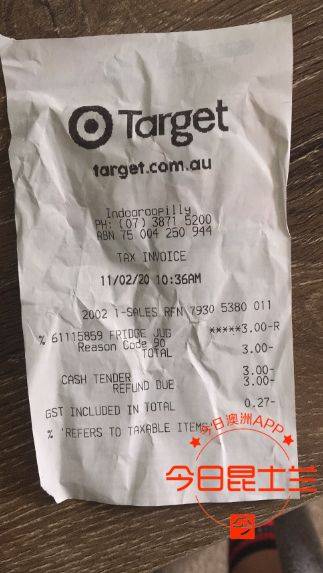 Target
target.com.au
Indooroopilly
PH: (07) 3871 5200
ABN 75 004 250 944
TAX INVOICE
11/02/20 10:36AM
2002 1-SALES RFN 7930 5380 011
% 61115859 FRIDGE JUG *****3.00-R
Reason Code 90
TOTAL 3.00-
CASH TENDER 3.00-
REFUND DUE 3.00-
GST INCLUDED IN TOTAL 0.27-
% 'REFERS TO TAXABLE ITEMS'
今日澳洲APP
今日昆士兰